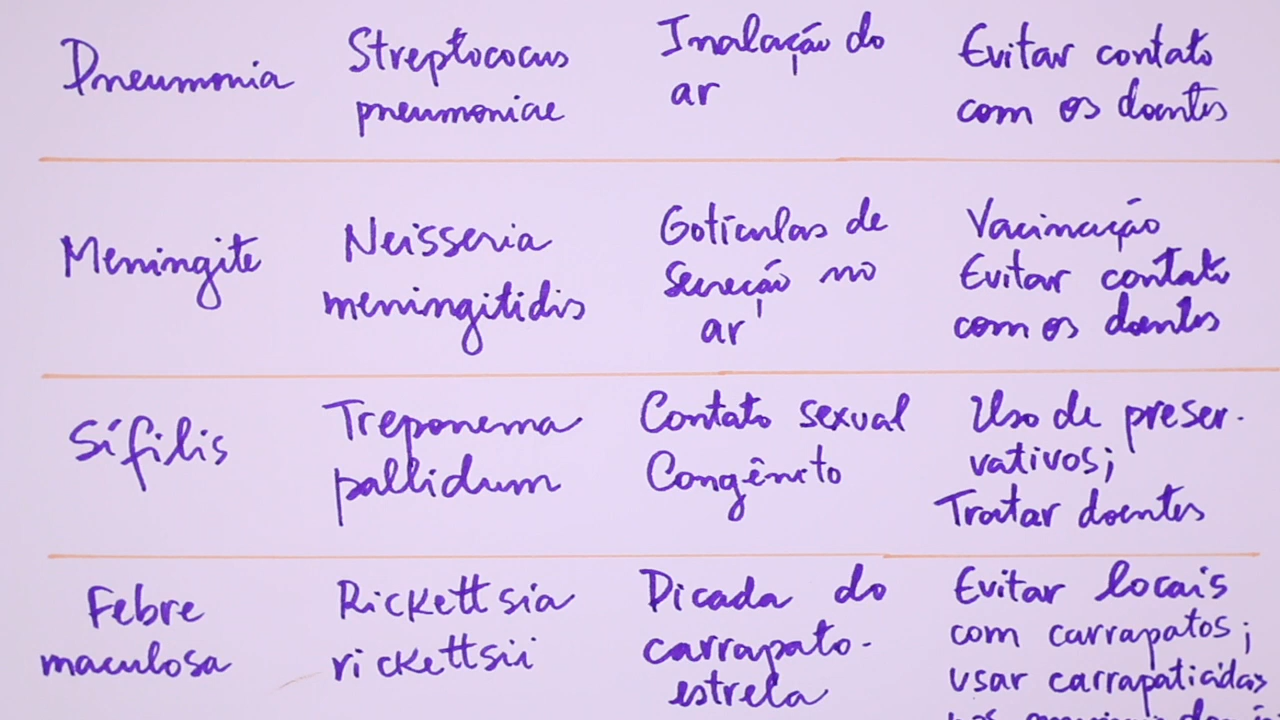 Pneumonia
Streptococus
pneumoniae
Inalação do
ar
Evitar contato
com os doentes
Meningite
Neisseria
meningitidis
Gotículas de
secreção no
ar
Vacinação
Evitar contato
com os doentes
Sífilis
Treponema
pallidum
Contato sexual
Congênito
Uso de preser-
vativos;
Tratar doentes
Febre
maculosa
Rickettsia
rickettsii
Picada do
carrapato-
estrela
Evitar locais
com carrapatos;
usar carrapaticidas
nos